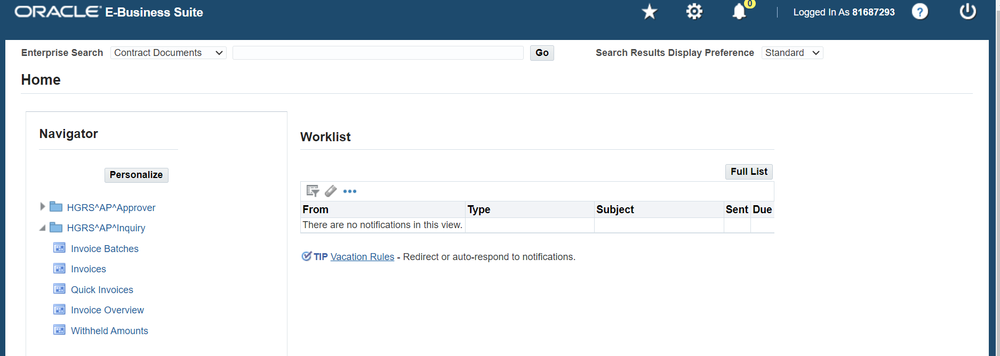 ORACLE E-Business Suite
0
Logged In As 81687293
?
Enterprise Search Contract Documents Go Search Results Display Preference Standard
Home
Navigator
Personalize
HGRS^AP^Approver
HGRS^AP^Inquiry
Invoice Batches
Invoices
Quick Invoices
Invoice Overview
Withheld Amounts
Worklist
Full List
From Type Subject Sent Due
There are no notifications in this view.
TIP Vacation Rules - Redirect or auto-respond to notifications.